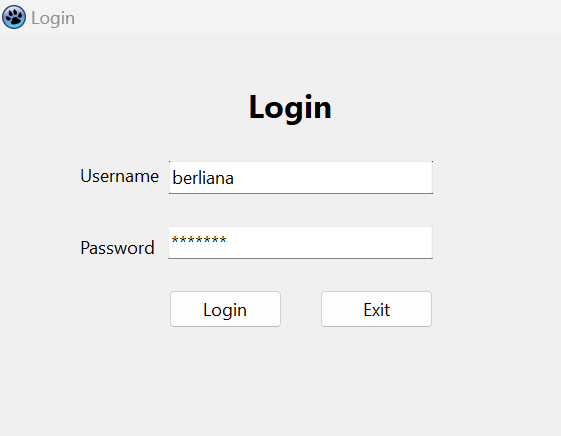 Login
Login
Username berliana
Password *******
Login Exit